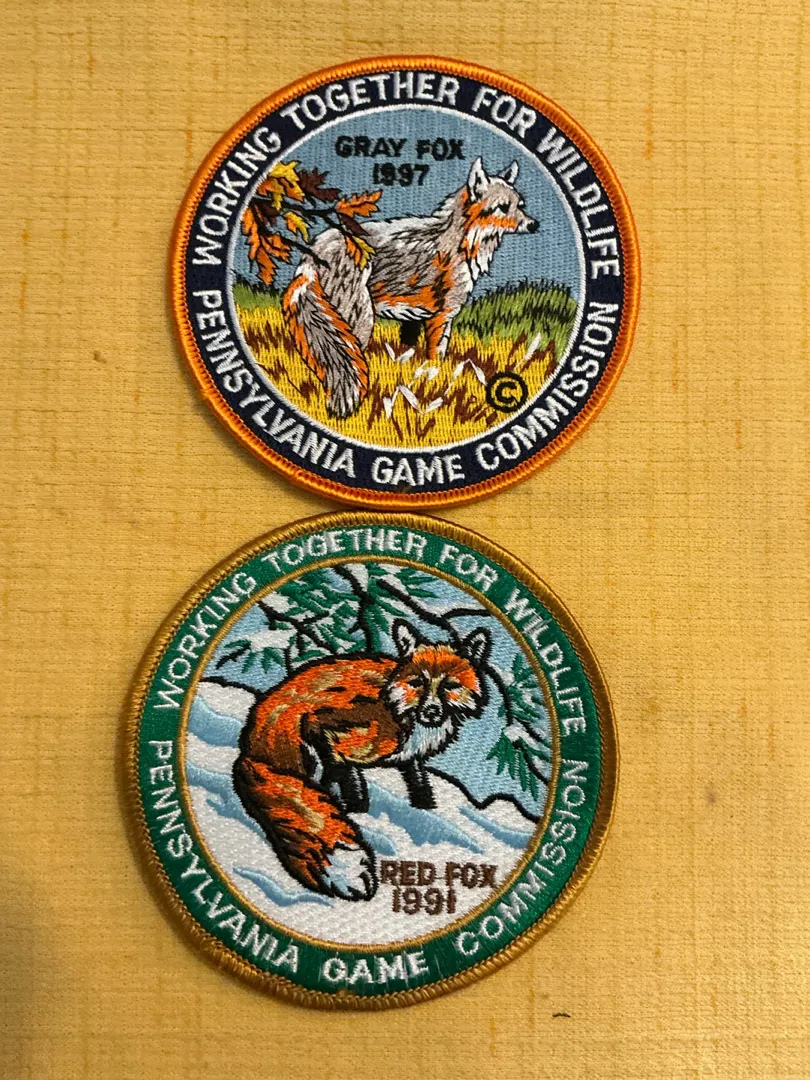 WORKING TOGETHER FOR WILDLIFE
GRAY FOX
1997
©
PENNSYLVANIA GAME COMMISSION
WORKING TOGETHER FOR WILDLIFE
RED FOX
1991
PENNSYLVANIA GAME COMMISSION